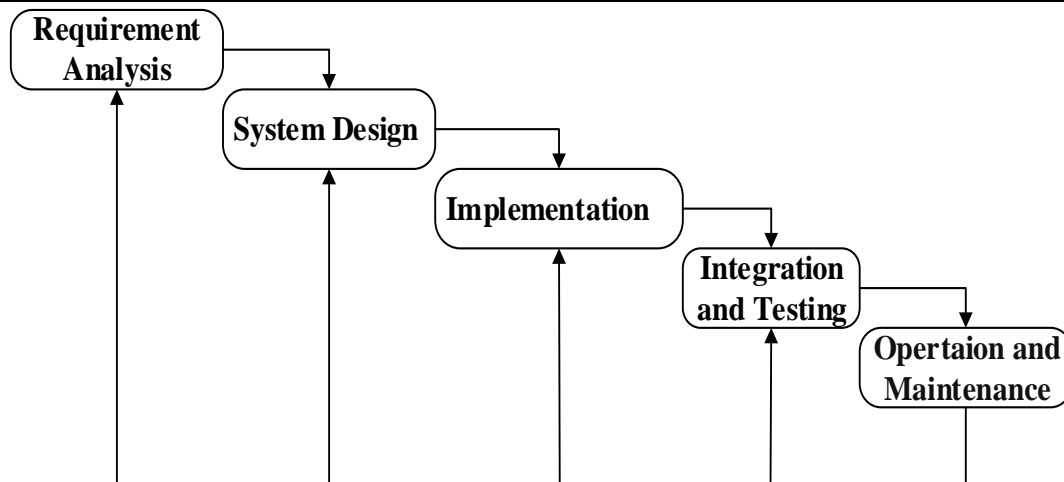 Requirement
Analysis
System Design
Implementation
Integration
and Testing
Opertaion and
Maintenance